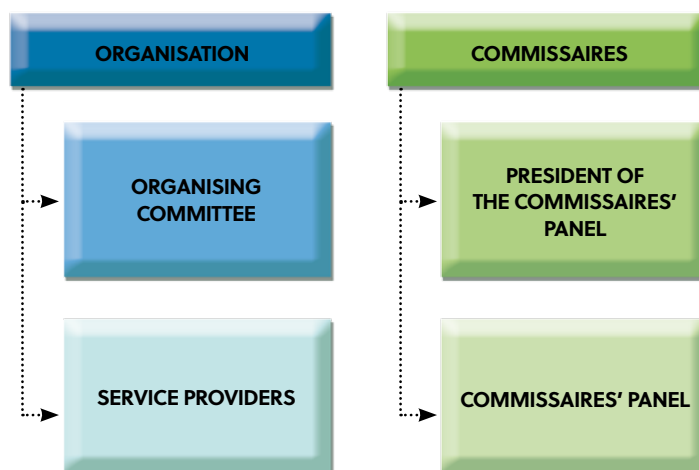 ORGANISATION
ORGANISING
COMMITTEE
SERVICE PROVIDERS
COMMISSAIRES
PRESIDENT OF
THE COMMISSAIRES'
PANEL
COMMISSAIRES' PANEL